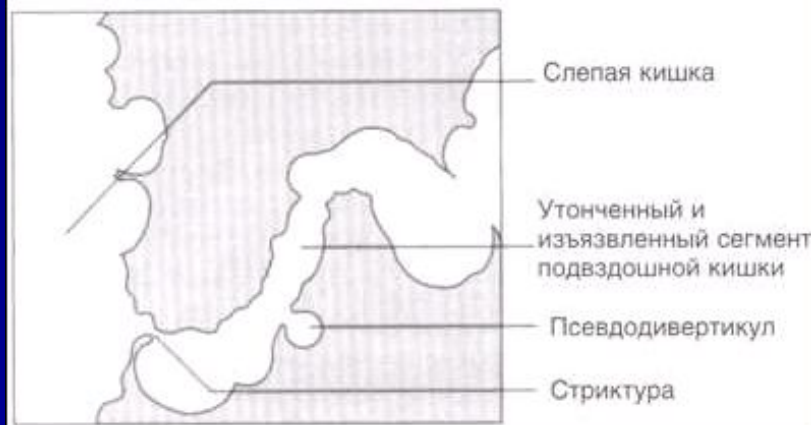 Слепая кишка
Утонченный и
изъязвленный сегмент
подвздошной кишки
Псевдодивертикул
Стриктура